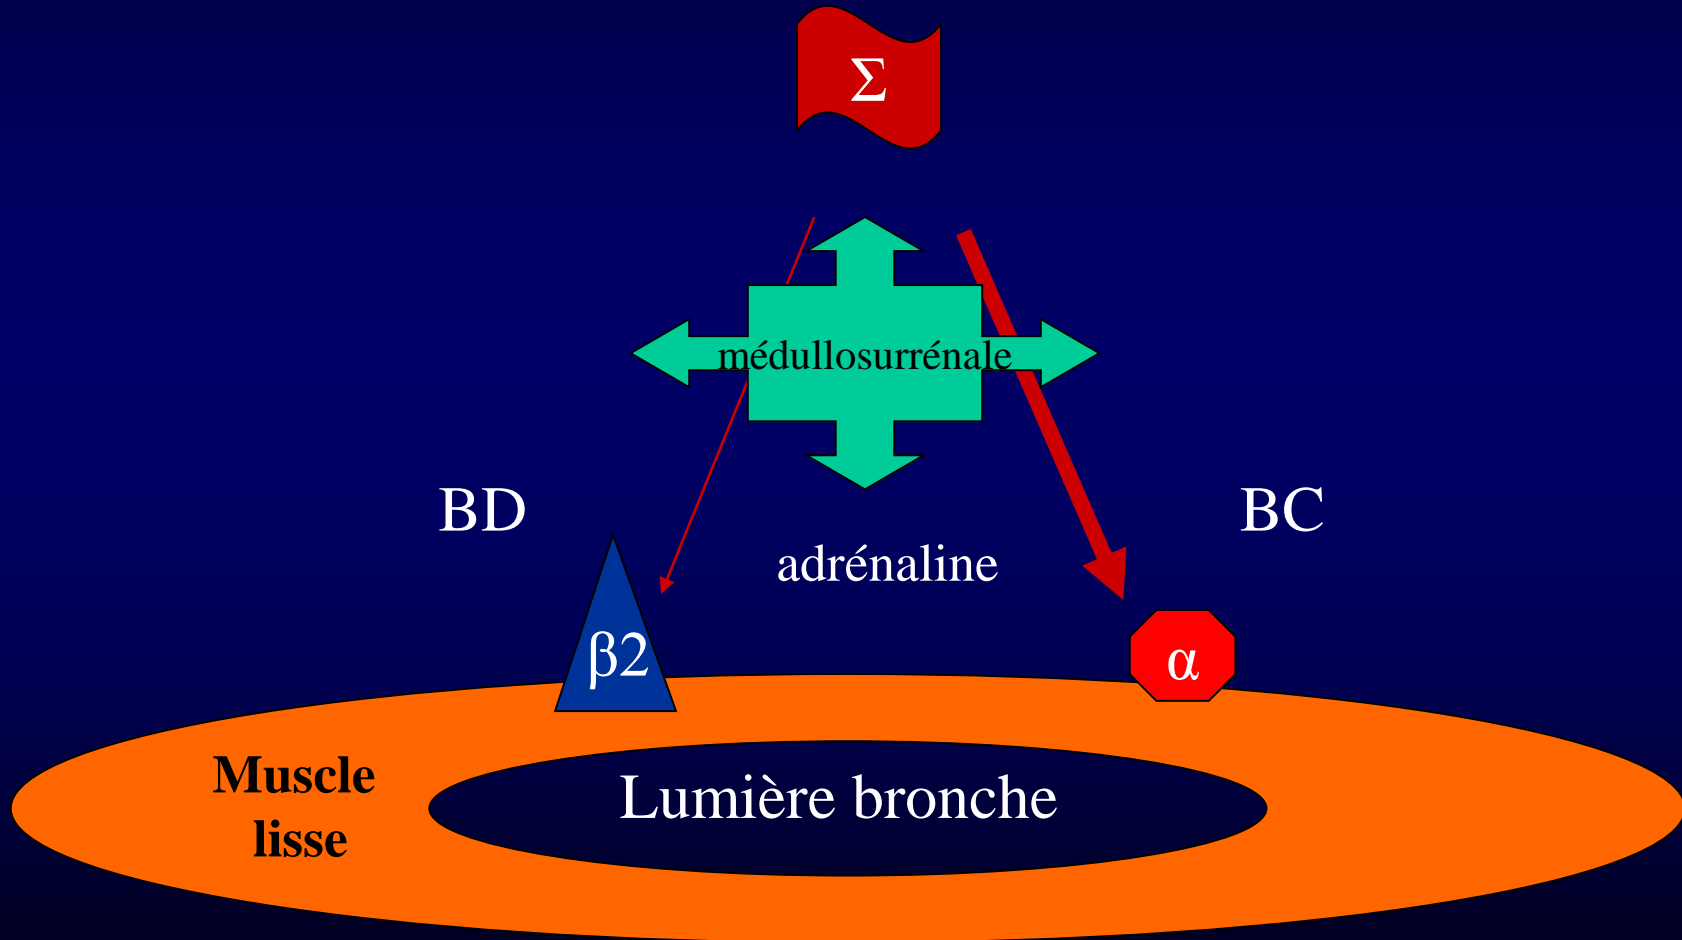 Σ
médullosurrénale
BD
BC
adrénaline
β2
α
Muscle
lisse
Lumière bronche